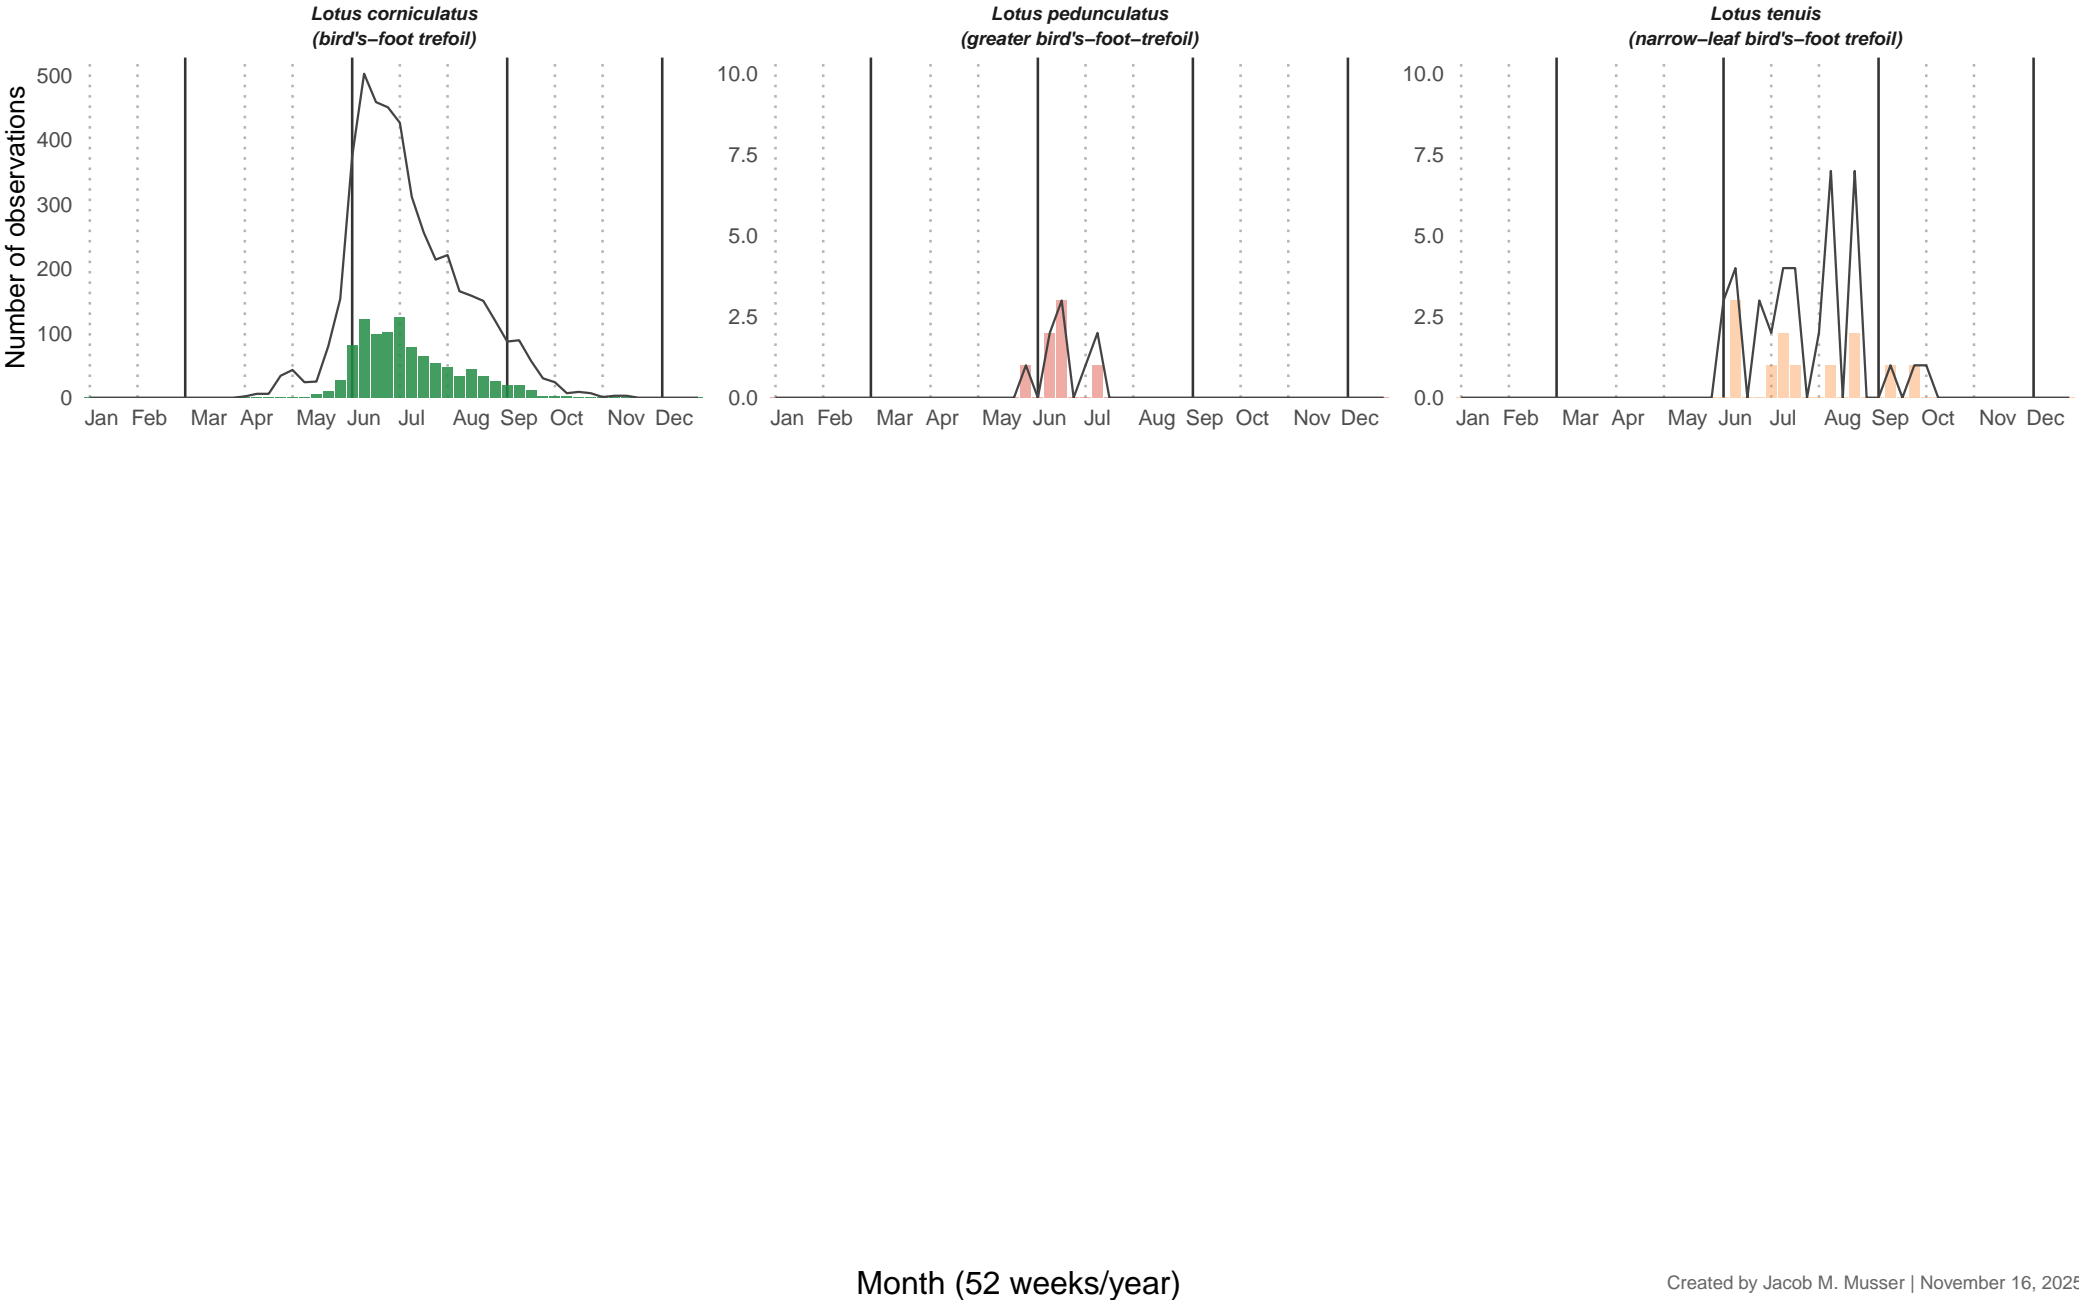 Lotus corniculatus
(bird's–foot trefoil)
Lotus pedunculatus
(greater bird's–foot–trefoil)
Lotus tenuis
(narrow–leaf bird's–foot trefoil)
Number of observations
500
400
300
200
100
0
Jan Feb Mar Apr May Jun Jul Aug Sep Oct Nov Dec
10.0
7.5
5.0
2.5
0.0
Jan Feb Mar Apr May Jun Jul Aug Sep Oct Nov Dec
10.0
7.5
5.0
2.5
0.0
Jan Feb Mar Apr May Jun Jul Aug Sep Oct Nov Dec
Month (52 weeks/year)
Created by Jacob M. Musser | November 16, 2025